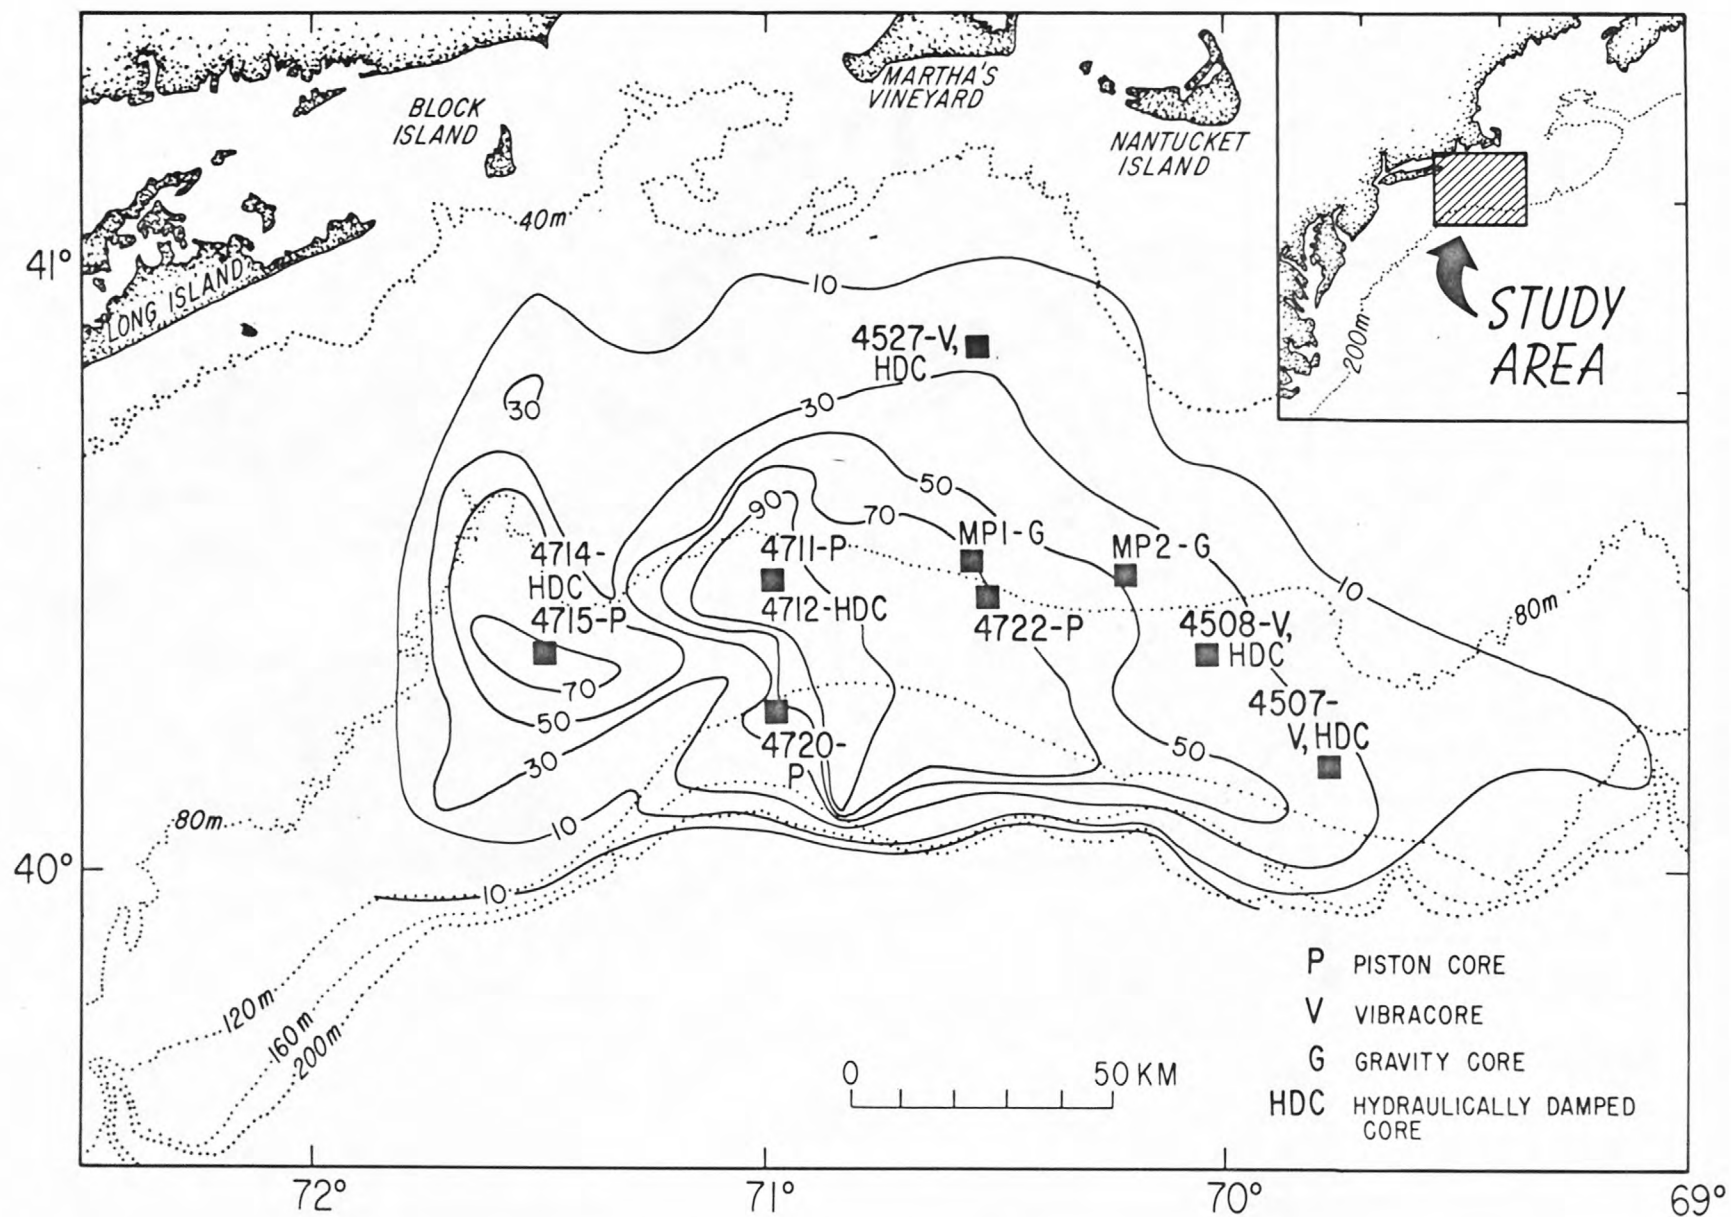 BLOCK
ISLAND
MARTHA'S
VINEYARD
NANTUCKET
ISLAND
40m
41°
LONG ISLAND
10
200m
STUDY
AREA
4527-V,
HDC
30
30
50
90
70
MP1-G
MP2-G
4711-P
4714-
HDC
4712-HDC
4715-P
4722-P
10
80m
4508-V,
HDC
70
50
4507-
V, HDC
30
4720-
P
50
80m
10
40°
10
P PISTON CORE
V VIBRACORE
G GRAVITY CORE
HDC HYDRAULICALLY DAMPED
CORE
120m
160m
200m
0 50 KM
72° 71° 70° 69°